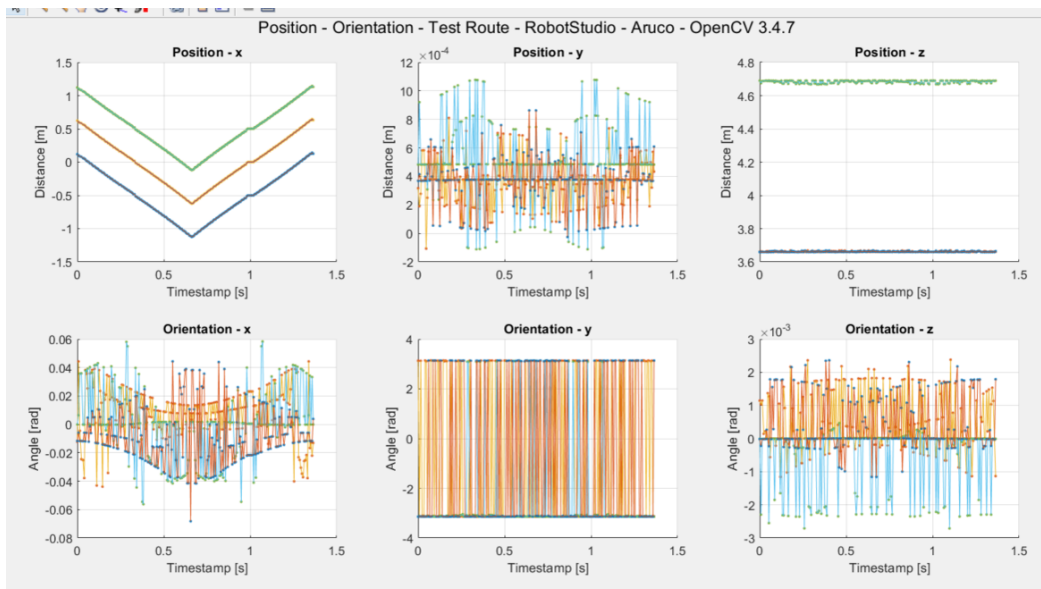 Position - Orientation - Test Route - RobotStudio - Aruco - OpenCV 3.4.7
Position - x
1.5
1
0.5
0
-0.5
-1
-1.5
Distance [m]
0 0.5 1 1.5
Timestamp [s]
Position - y
×10⁻⁴
12
10
8
6
4
2
0
-2
Distance [m]
0 0.5 1 1.5
Timestamp [s]
Position - z
4.8
4.6
4.4
4.2
4
3.8
3.6
Distance [m]
0 0.5 1 1.5
Timestamp [s]
Orientation - x
0.06
0.04
0.02
0
-0.02
-0.04
-0.06
-0.08
Angle [rad]
0 0.5 1 1.5
Timestamp [s]
Orientation - y
4
2
0
-2
-4
Angle [rad]
0 0.5 1 1.5
Timestamp [s]
Orientation - z
×10⁻³
3
2
1
0
-1
-2
-3
Angle [rad]
0 0.5 1 1.5
Timestamp [s]